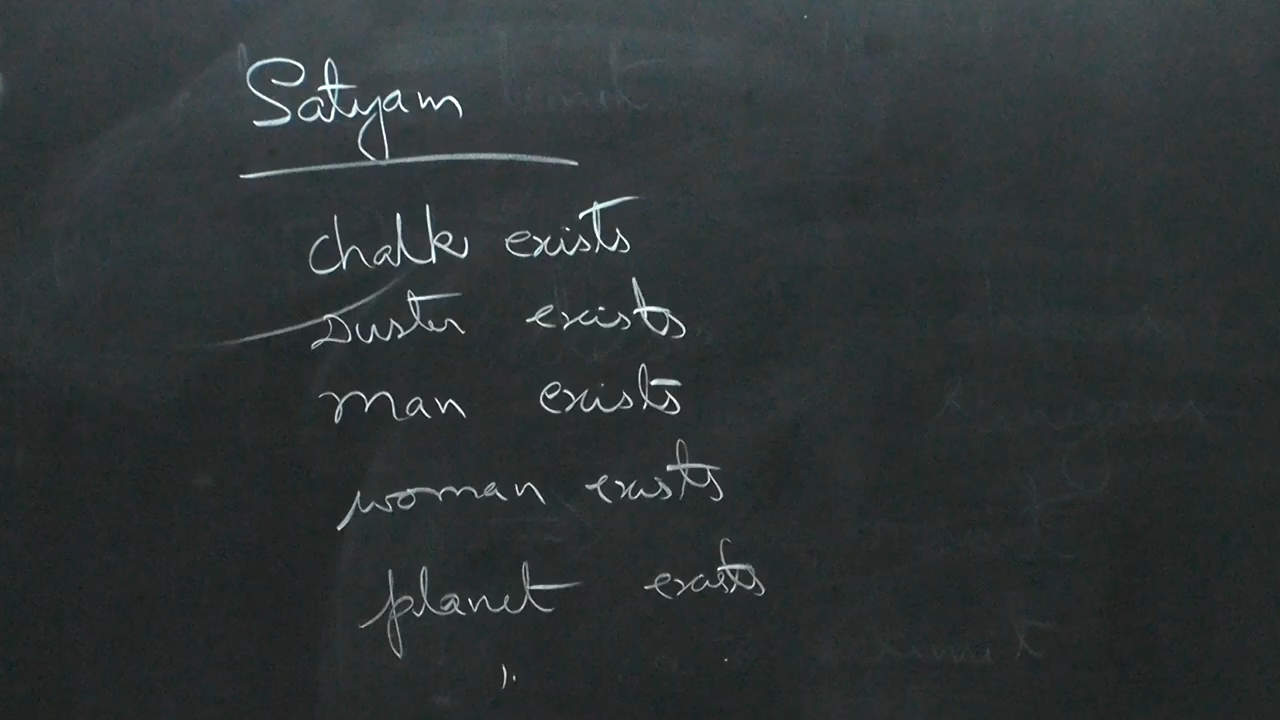 Satyam
chalk exists
Duster exists
man exists
woman exists
planet exists